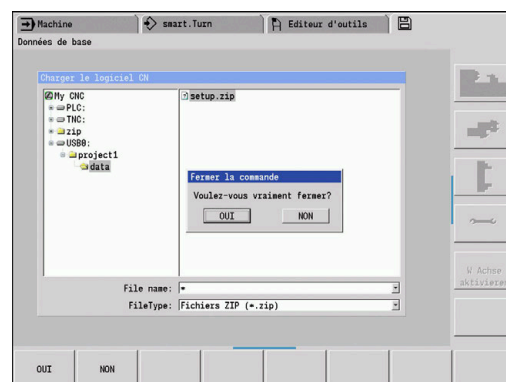 Machine
smart.Turn
Editeur d'outils
Données de base
Charger le logiciel CN
My CNC
PLC:
TNC:
zip
USB0:
project1
data
setup.zip
Fermer la commande
Voulez-vous vraiment fermer?
OUI NON
W Achse
aktivieren
File name: *
FileType: Fichiers ZIP (*.zip)
OUI NON